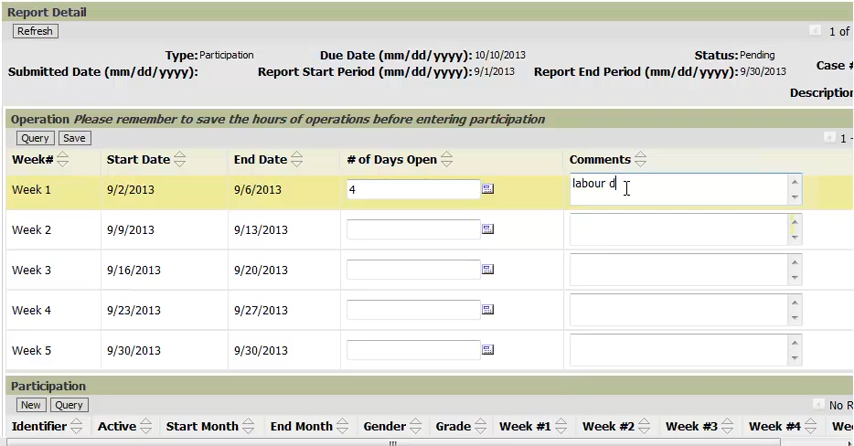 Report Detail
Refresh
1 of
Type: Participation Due Date (mm/dd/yyyy): 10/10/2013 Status: Pending
Case #
Submitted Date (mm/dd/yyyy): Report Start Period (mm/dd/yyyy): 9/1/2013 Report End Period (mm/dd/yyyy): 9/30/2013
Description
Operation Please remember to save the hours of operations before entering participation
Query Save 1 -
Week# Start Date End Date # of Days Open Comments
Week 1 9/2/2013 9/6/2013 4 labour d
Week 2 9/9/2013 9/13/2013
Week 3 9/16/2013 9/20/2013
Week 4 9/23/2013 9/27/2013
Week 5 9/30/2013 9/30/2013
Participation
New Query No R
Identifier Active Start Month End Month Gender Grade Week #1 Week #2 Week #3 Week #4 Wee